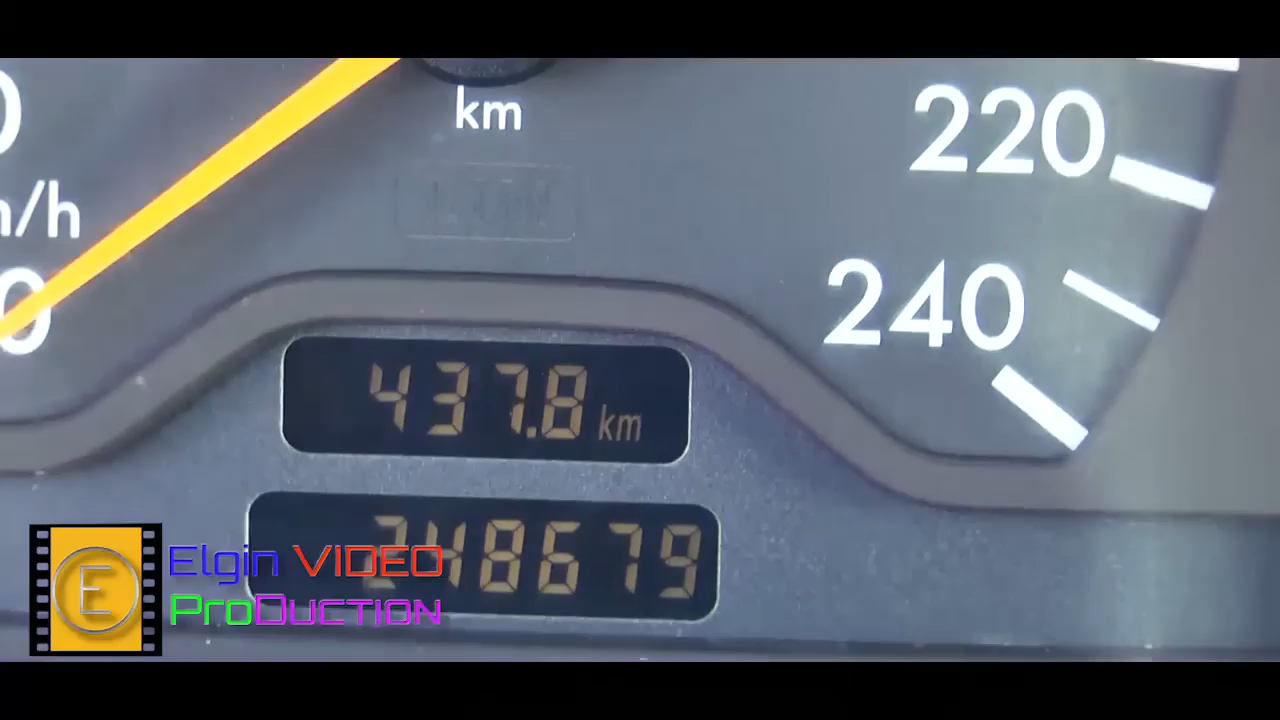 km
220
240
437.8 km
248679
E
Elgin VIDEO
ProDUCTION